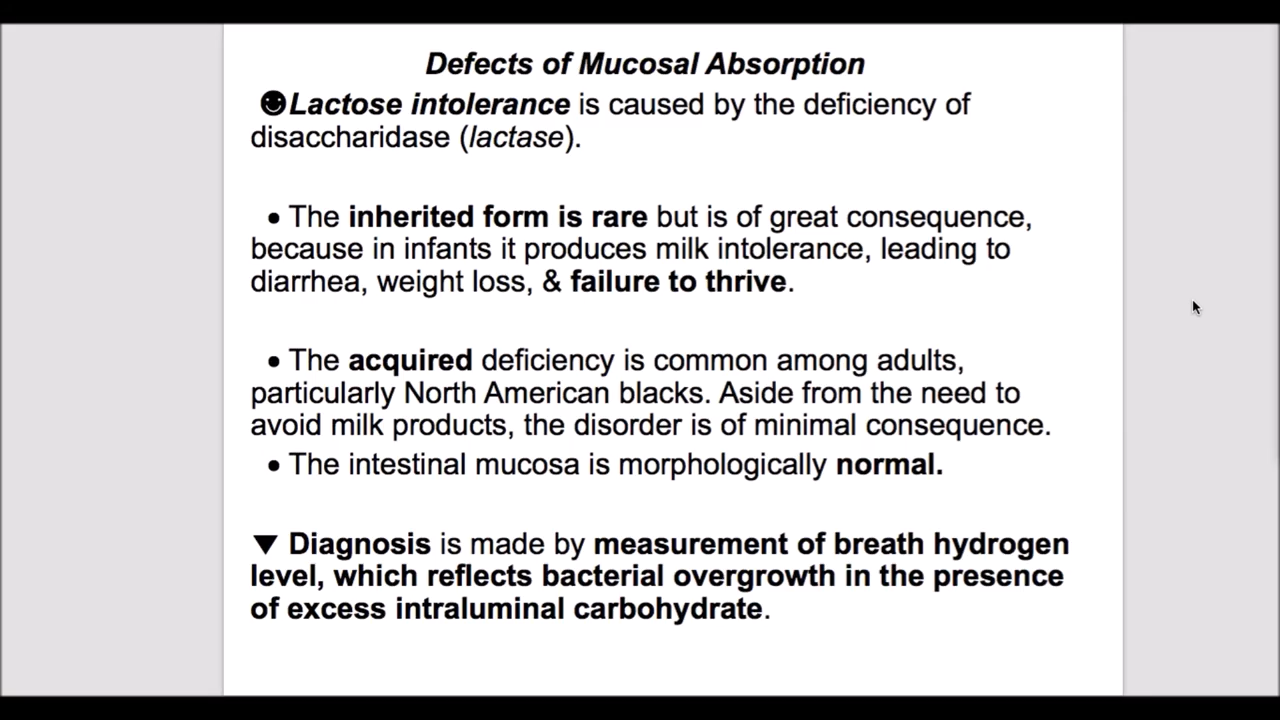 Defects of Mucosal Absorption
☻Lactose intolerance is caused by the deficiency of
disaccharidase (lactase).
• The inherited form is rare but is of great consequence,
because in infants it produces milk intolerance, leading to
diarrhea, weight loss, & failure to thrive.
• The acquired deficiency is common among adults,
particularly North American blacks. Aside from the need to
avoid milk products, the disorder is of minimal consequence.
• The intestinal mucosa is morphologically normal.
▼ Diagnosis is made by measurement of breath hydrogen
level, which reflects bacterial overgrowth in the presence
of excess intraluminal carbohydrate.